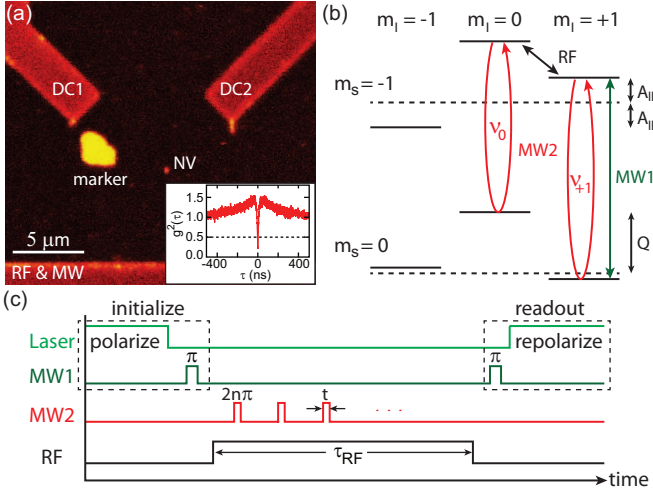 (a)
DC1
DC2
marker
NV
5 μm
RF & MW
g²(τ)
1.5
1.0
0.5
0.0
-400
0
400
τ (ns)
(b)
m_I = -1 m_I = 0 m_I = +1
RF
m_s = -1
A_||
A_||
ν_0
MW2
ν_+1
MW1
Q
m_s = 0
(c)
initialize
readout
Laser
polarize
repolarize
MW1
π
π
MW2
2nπ
t
. . .
RF
τ_RF
time